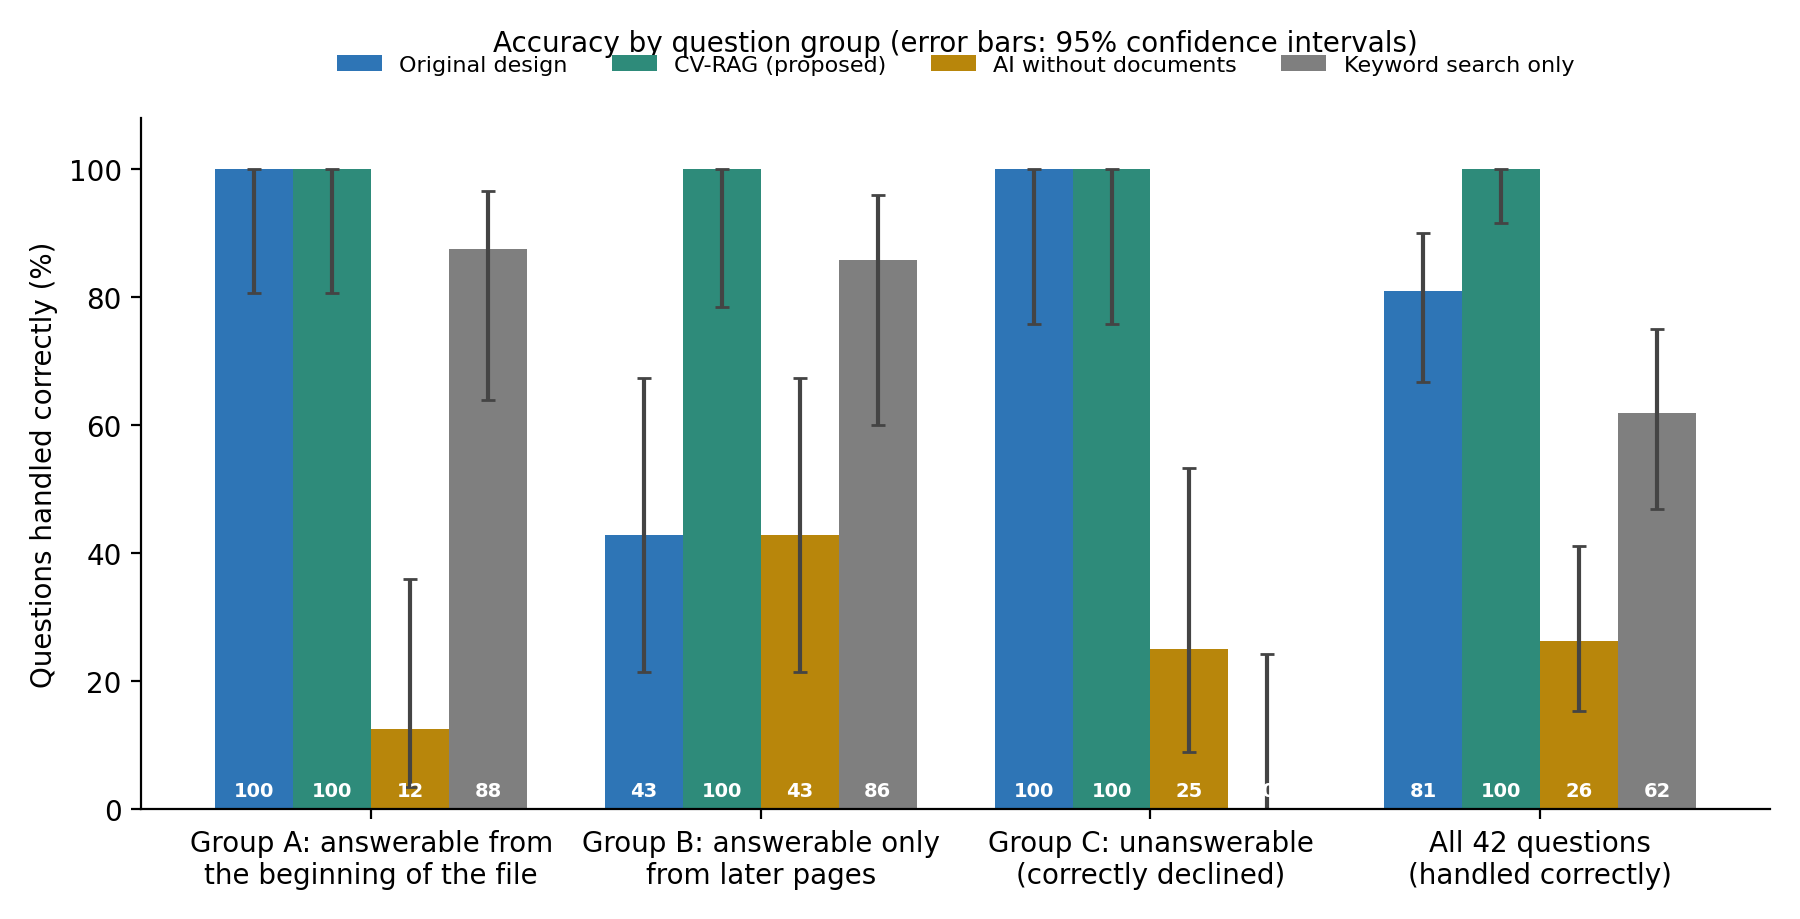 Accuracy by question group (error bars: 95% confidence intervals)
Original design
CV-RAG (proposed)
AI without documents
Keyword search only
Questions handled correctly (%)
100
80
60
40
20
0
100
100
12
88
43
100
43
86
100
100
25
0
81
100
26
62
Group A: answerable from
the beginning of the file
Group B: answerable only
from later pages
Group C: unanswerable
(correctly declined)
All 42 questions
(handled correctly)